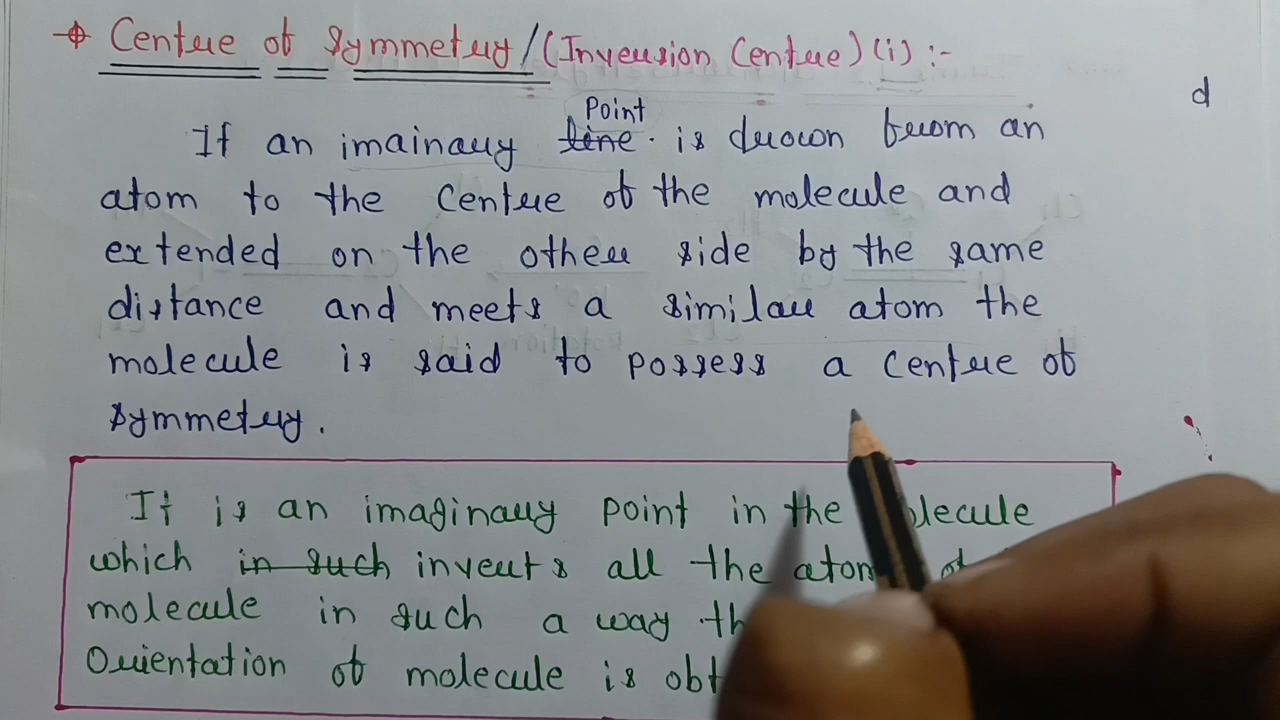 Centre of Symmetry/(Inversion Centre) (i) :-
d
Point
If an imainary line. is drown from an
atom to the centre of the molecule and
extended on the other side by the same
distance and meets a similar atom the
molecule is said to possess a centre of
symmetry.
It is an imaginary point in the molecule
which in such inverts all the atom
molecule in such a way
Orientation of molecule is